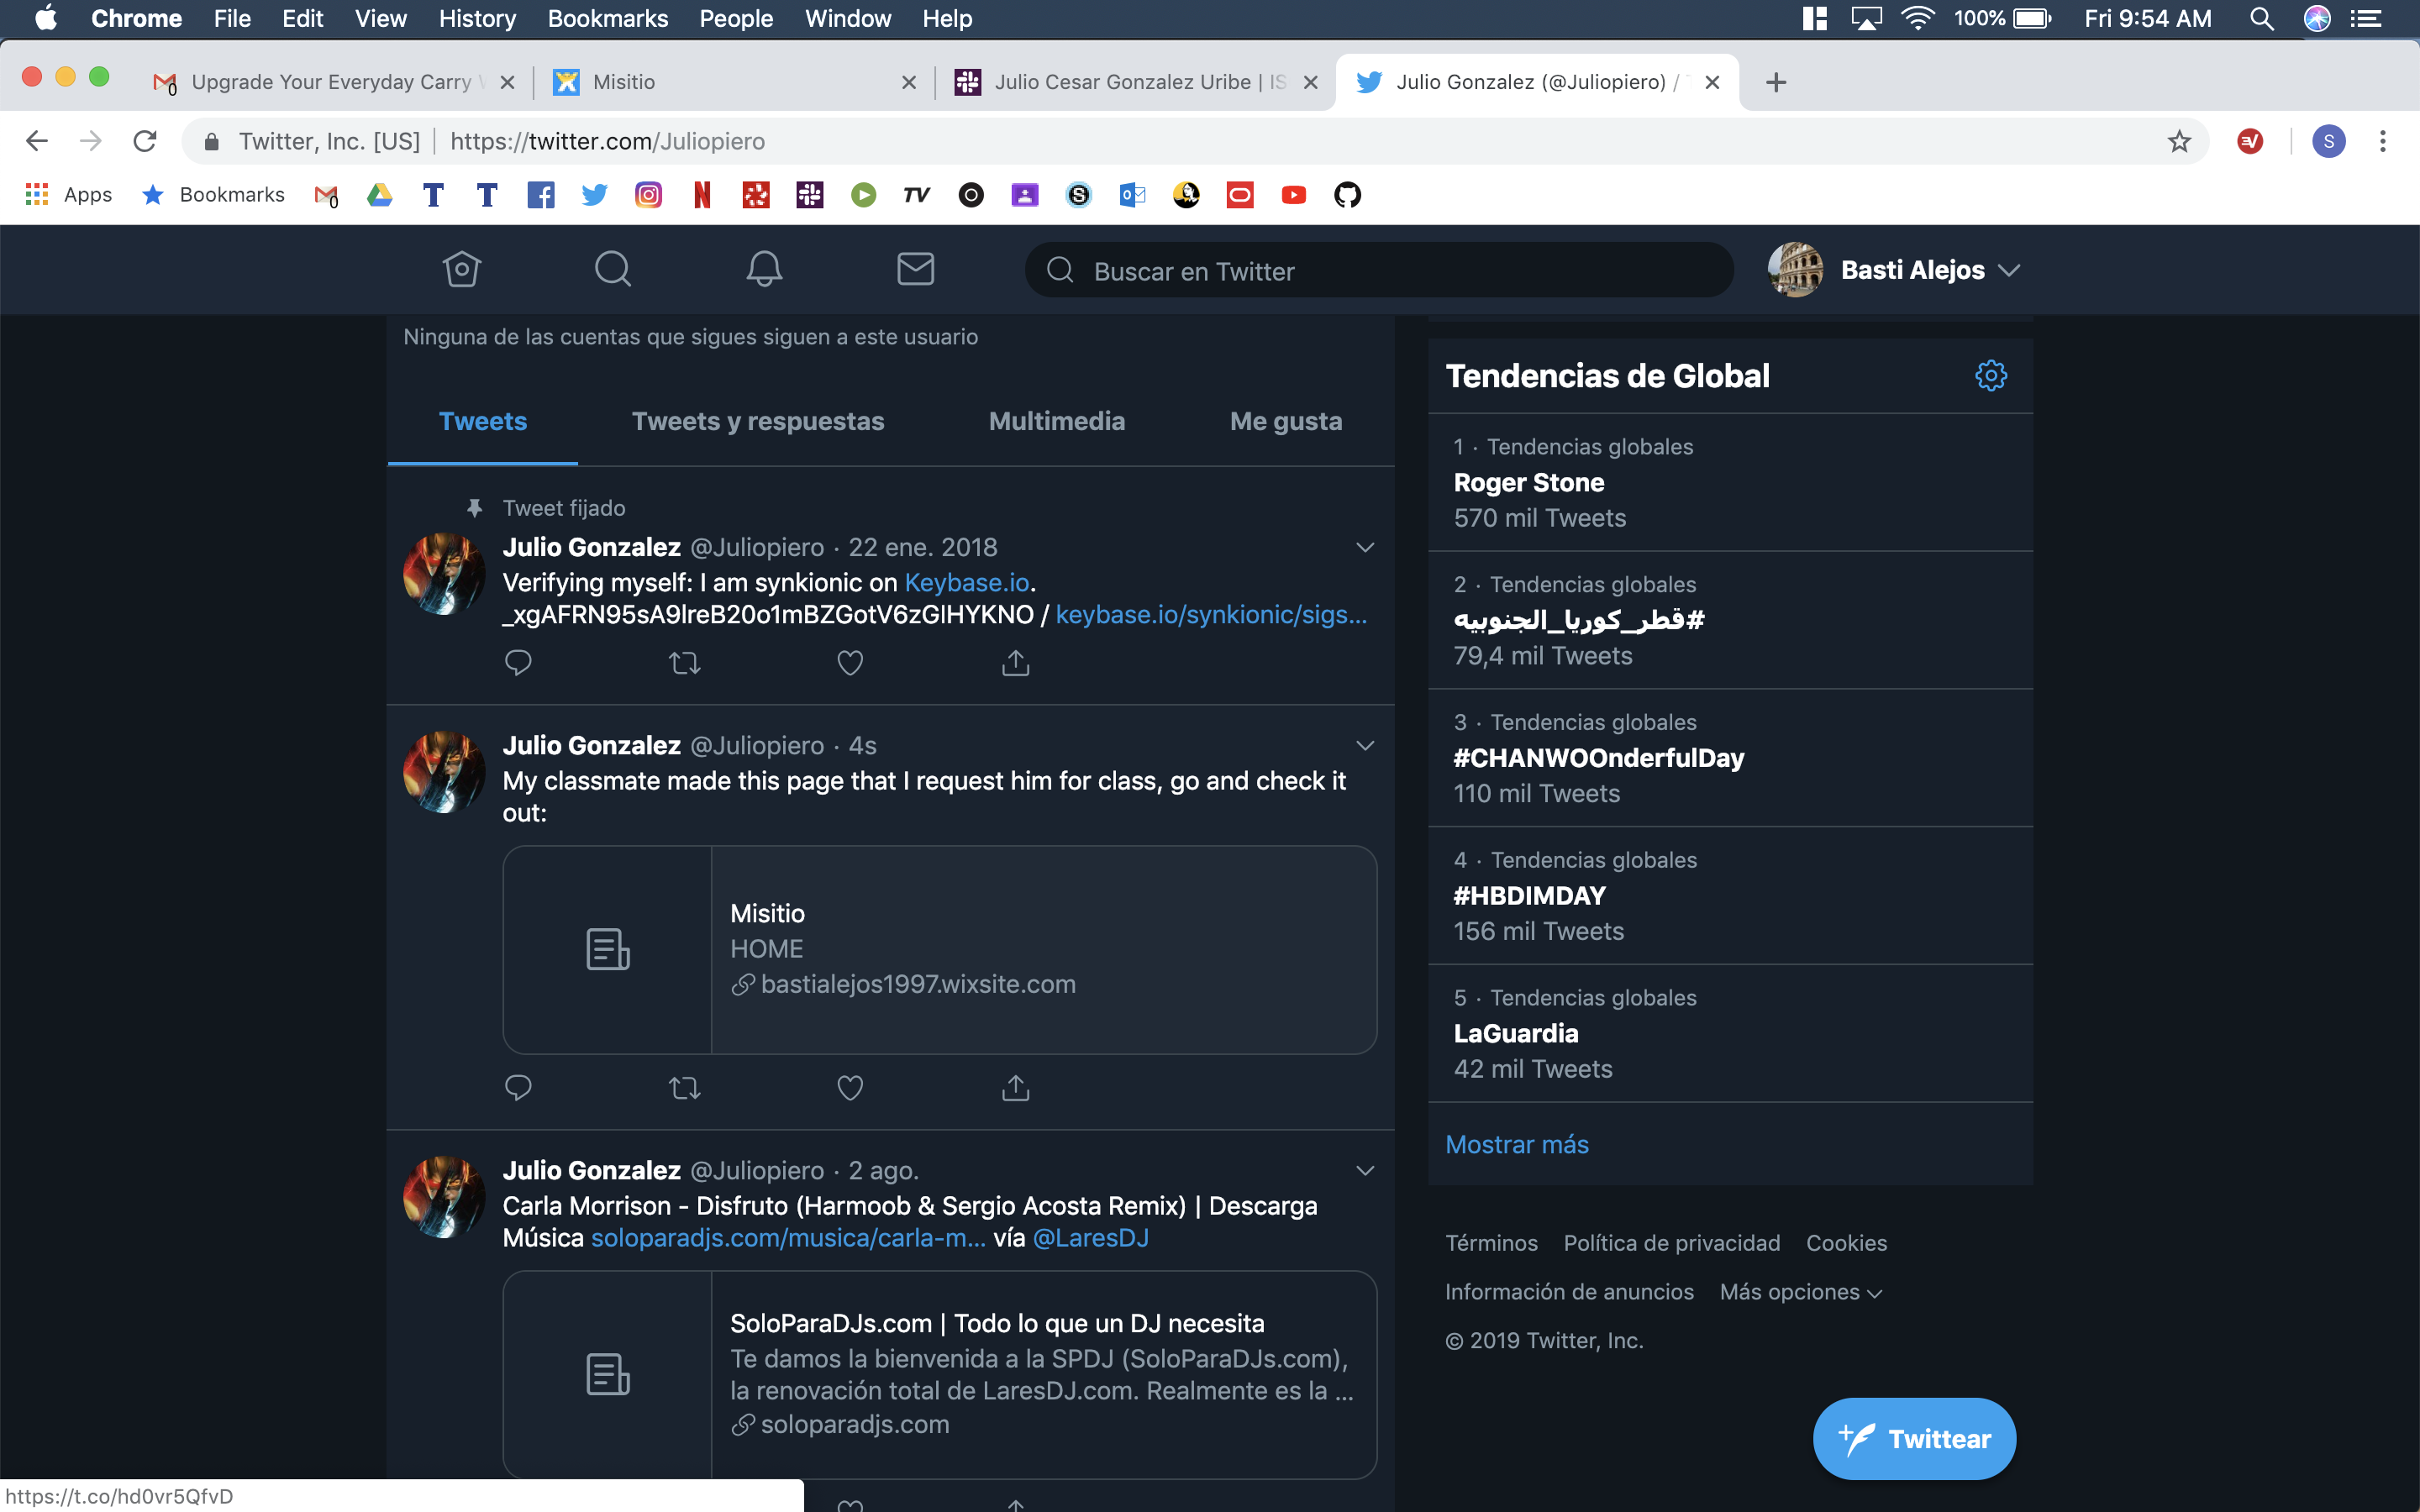 Chrome File Edit View History Bookmarks People Window Help 100% Fri 9:54 AM
Upgrade Your Everyday Carry Misitio Julio Cesar Gonzalez Uribe | IS Julio Gonzalez (@Juliopiero) /
Twitter, Inc. [US] https://twitter.com/Juliopiero S
Apps Bookmarks TV
Buscar en Twitter Basti Alejos
Ninguna de las cuentas que sigues siguen a este usuario
Tweets Tweets y respuestas Multimedia Me gusta
Tweet fijado
Julio Gonzalez @Juliopiero · 22 ene. 2018
Verifying myself: I am synkionic on Keybase.io.
_xgAFRN95sA9lreB20o1mBZGotV6zGlHYKNO / keybase.io/synkionic/sigs...
Julio Gonzalez @Juliopiero · 4s
My classmate made this page that I request him for class, go and check it
out:
Misitio
HOME
bastialejos1997.wixsite.com
Julio Gonzalez @Juliopiero · 2 ago.
Carla Morrison - Disfruto (Harmoob & Sergio Acosta Remix) | Descarga
Música soloparadjs.com/musica/carla-m... vía @LaresDJ
SoloParaDJs.com | Todo lo que un DJ necesita
Te damos la bienvenida a la SPDJ (SoloParaDJs.com),
la renovación total de LaresDJ.com. Realmente es la ...
soloparadjs.com
Tendencias de Global
1 · Tendencias globales
Roger Stone
570 mil Tweets
2 · Tendencias globales
#قطر_كوريا_الجنوبيه
79,4 mil Tweets
3 · Tendencias globales
#CHANWOOnderfulDay
110 mil Tweets
4 · Tendencias globales
#HBDIMDAY
156 mil Tweets
5 · Tendencias globales
LaGuardia
42 mil Tweets
Mostrar más
Términos Política de privacidad Cookies
Información de anuncios Más opciones
© 2019 Twitter, Inc.
Twittear
https://t.co/hd0vr5QfvD